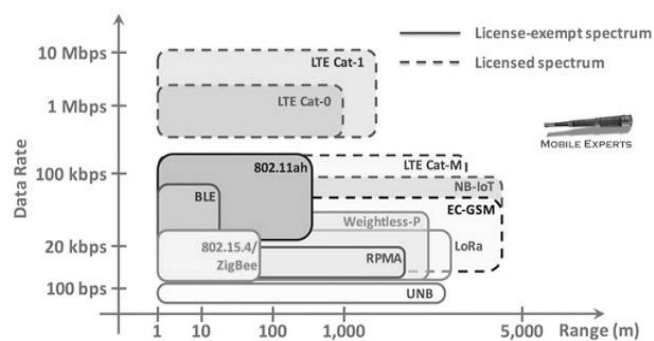 License-exempt spectrum
10 Mbps
LTE Cat-1
Licensed spectrum
LTE Cat-0
1 Mbps
MOBILE EXPERTS
Data Rate
802.11ah
LTE Cat-M
100 kbps
NB-IoT
BLE
EC-GSM
Weightless-P
802.15.4/
ZigBee
LoRa
20 kbps
RPMA
100 bps
UNB
1 10 100 1,000 5,000 Range (m)